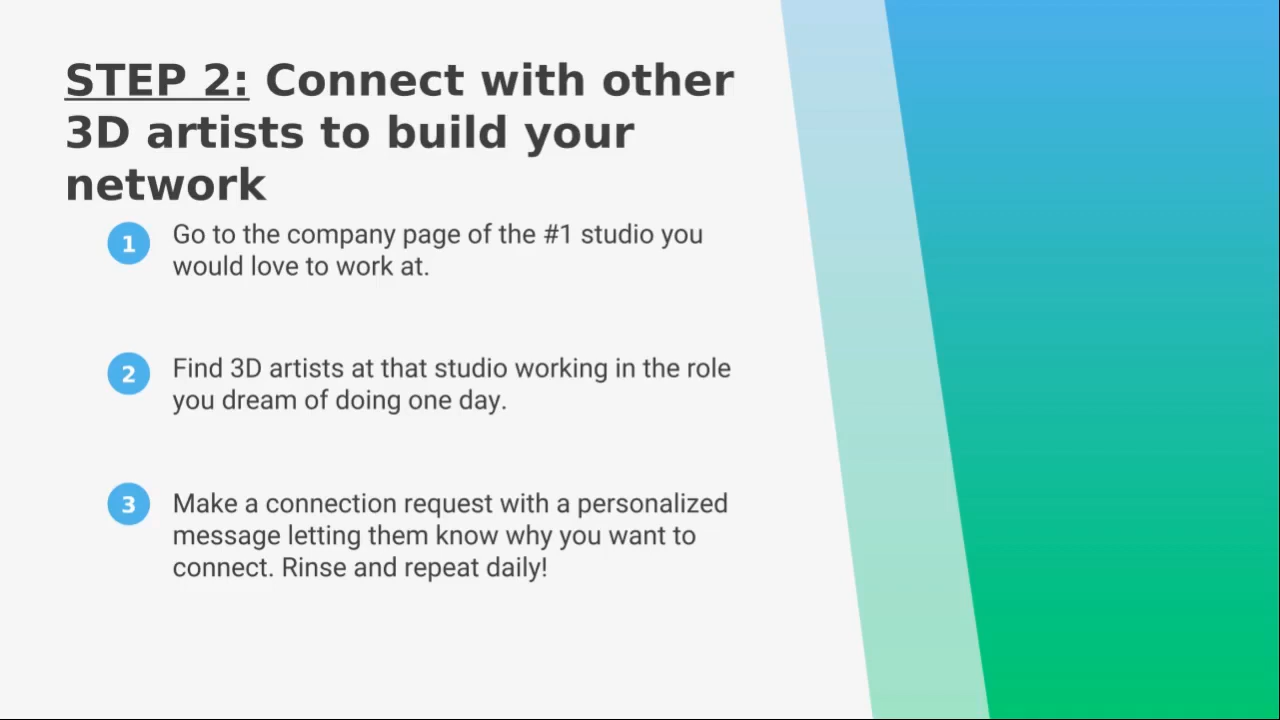 STEP 2: Connect with other
3D artists to build your
network
1 Go to the company page of the #1 studio you
would love to work at.
2 Find 3D artists at that studio working in the role
you dream of doing one day.
3 Make a connection request with a personalized
message letting them know why you want to
connect. Rinse and repeat daily!